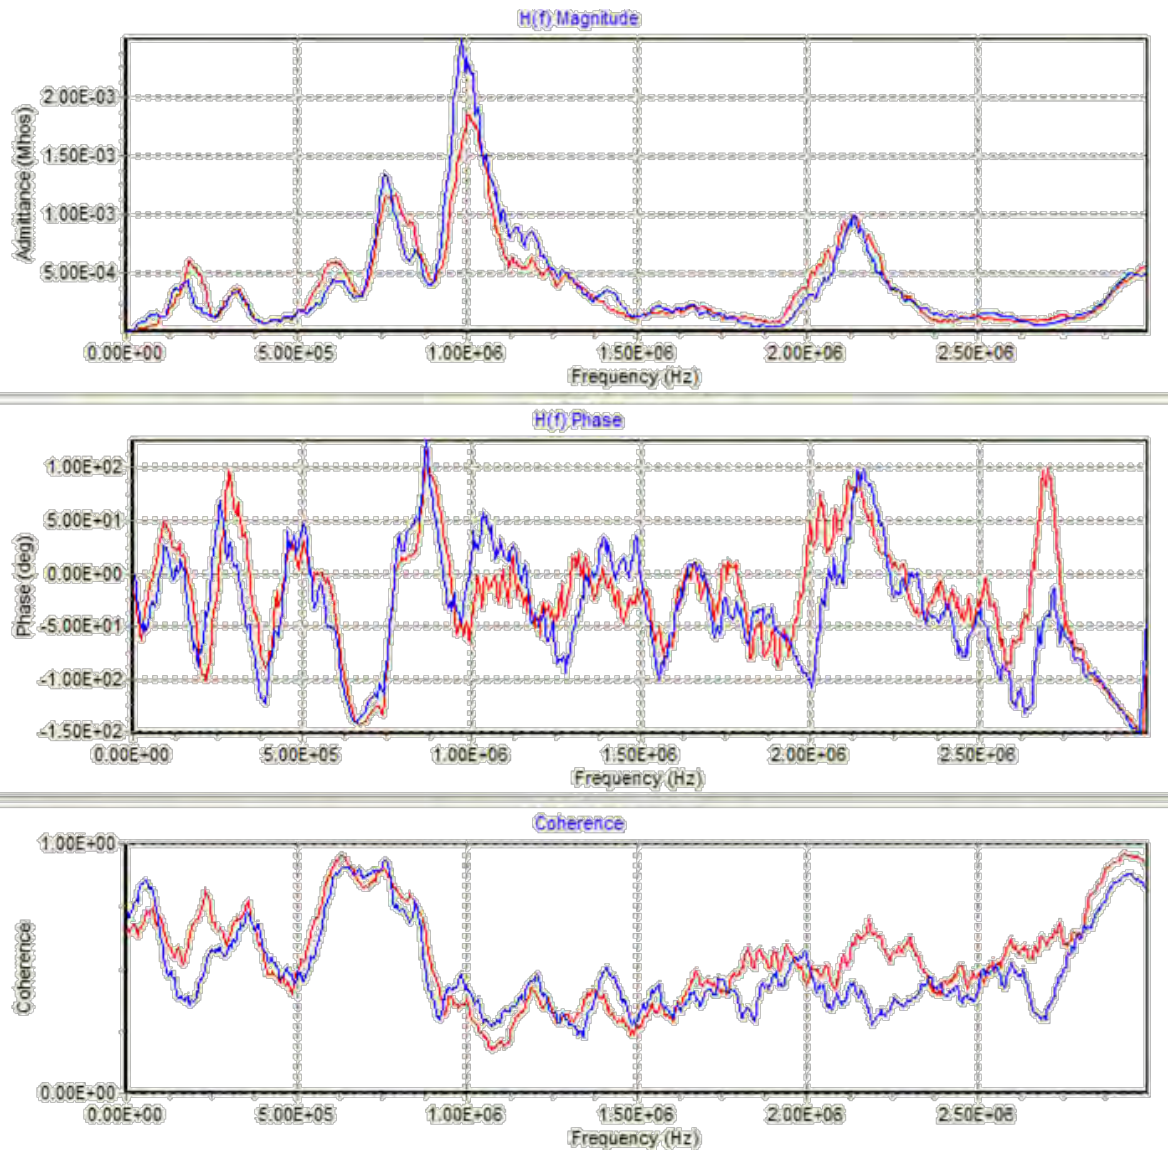 H(f) Magnitude
2.00E-03
1.50E-03
1.00E-03
5.00E-04
Admittance (Mhos)
0.00E+00 5.00E+05 1.00E+06 1.50E+06 2.00E+06 2.50E+06
Frequency (Hz)
H(f) Phase
1.00E+02
5.00E+01
0.00E+00
-5.00E+01
-1.00E+02
-1.50E+02
Phase (deg)
0.00E+00 5.00E+05 1.00E+06 1.50E+06 2.00E+06 2.50E+06
Frequency (Hz)
Coherence
1.00E+00
Coherence
0.00E+00
0.00E+00 5.00E+05 1.00E+06 1.50E+06 2.00E+06 2.50E+06
Frequency (Hz)